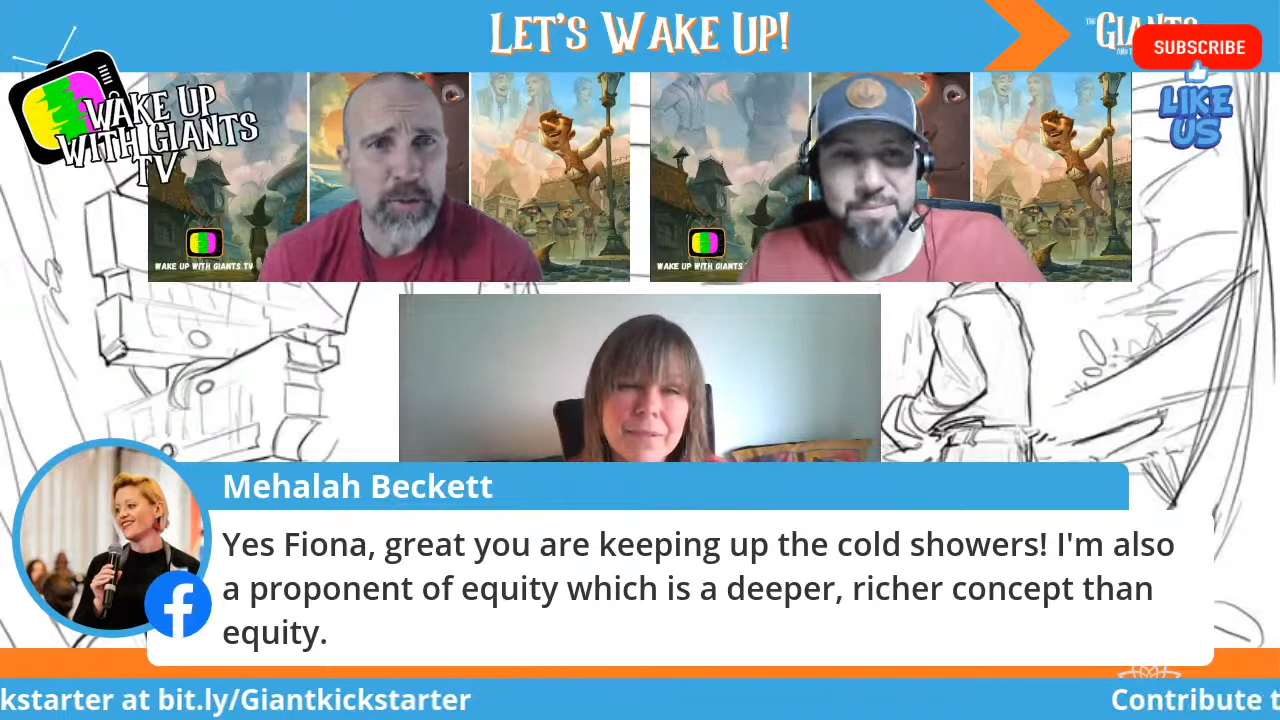 LET'S WAKE UP!
THE
GIANTS
SUBSCRIBE
LIKE
US
WAKE UP
WITH GIANTS
TV
WAKE UP WITH GIANTS TV
WAKE UP WITH GIANTS
Mehalah Beckett
Yes Fiona, great you are keeping up the cold showers! I'm also
a proponent of equity which is a deeper, richer concept than
equity.
kstarter at bit.ly/Giantkickstarter
Contribute t